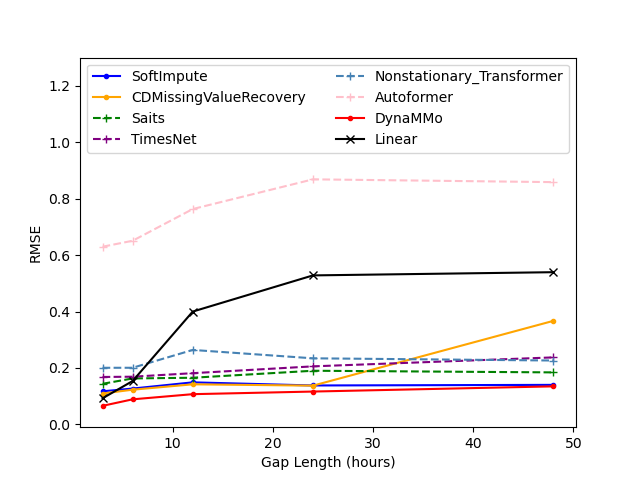 SoftImpute
CDMissingValueRecovery
Saits
TimesNet
Nonstationary_Transformer
Autoformer
DynaMMo
Linear
RMSE
1.2
1.0
0.8
0.6
0.4
0.2
0.0
10
20
30
40
50
Gap Length (hours)